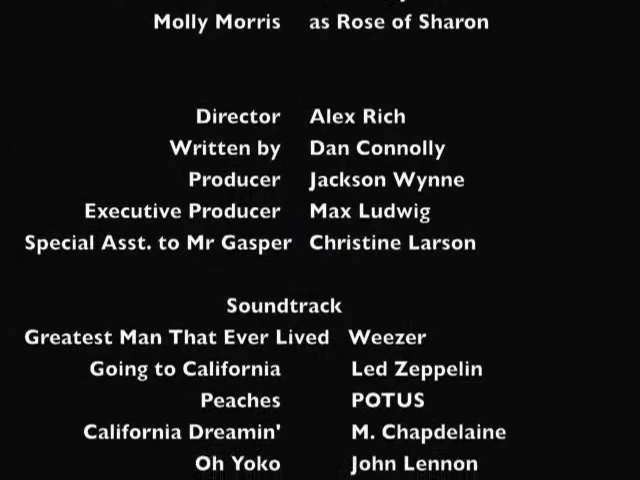 Molly Morris as Rose of Sharon
Director Alex Rich
Written by Dan Connolly
Producer Jackson Wynne
Executive Producer Max Ludwig
Special Asst. to Mr Gasper Christine Larson
Soundtrack
Greatest Man That Ever Lived Weezer
Going to California Led Zeppelin
Peaches POTUS
California Dreamin' M. Chapdelaine
Oh Yoko John Lennon